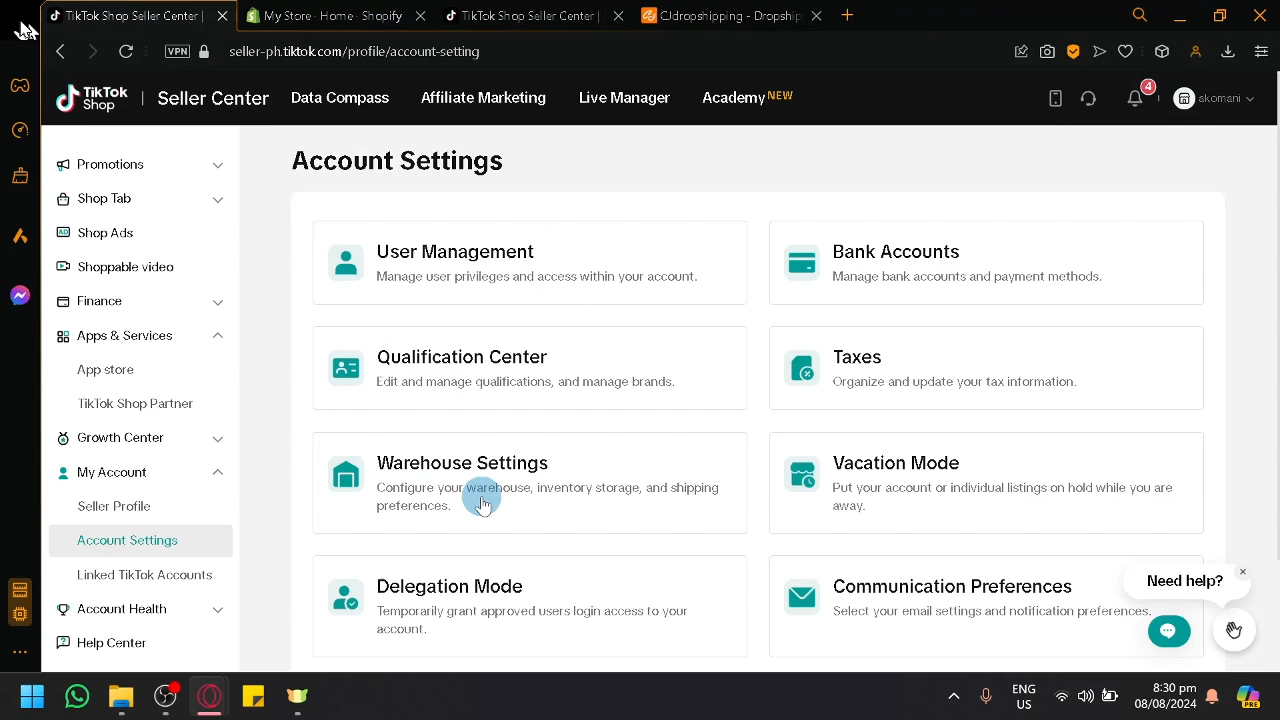 TikTok Shop Seller Center |
My Store - Home · Shopify
TikTok Shop Seller Center |
CJdropshipping - Dropship
VPN
seller-ph.tiktok.com/profile/account-setting
TikTok Shop | Seller Center
Data Compass
Affiliate Marketing
Live Manager
Academy NEW
4
akomani
Promotions
Shop Tab
Shop Ads
Shoppable video
Finance
Apps & Services
App store
TikTok Shop Partner
Growth Center
My Account
Seller Profile
Account Settings
Linked TikTok Accounts
Account Health
Help Center
Account Settings
User Management
Manage user privileges and access within your account.
Bank Accounts
Manage bank accounts and payment methods.
Qualification Center
Edit and manage qualifications, and manage brands.
Taxes
Organize and update your tax information.
Warehouse Settings
Configure your warehouse, inventory storage, and shipping
preferences.
Vacation Mode
Put your account or individual listings on hold while you are
away.
Delegation Mode
Temporarily grant approved users login access to your
account.
Communication Preferences
Select your email settings and notification preferences.
Need help?
ENG
US
8:30 pm
08/08/2024
PRE